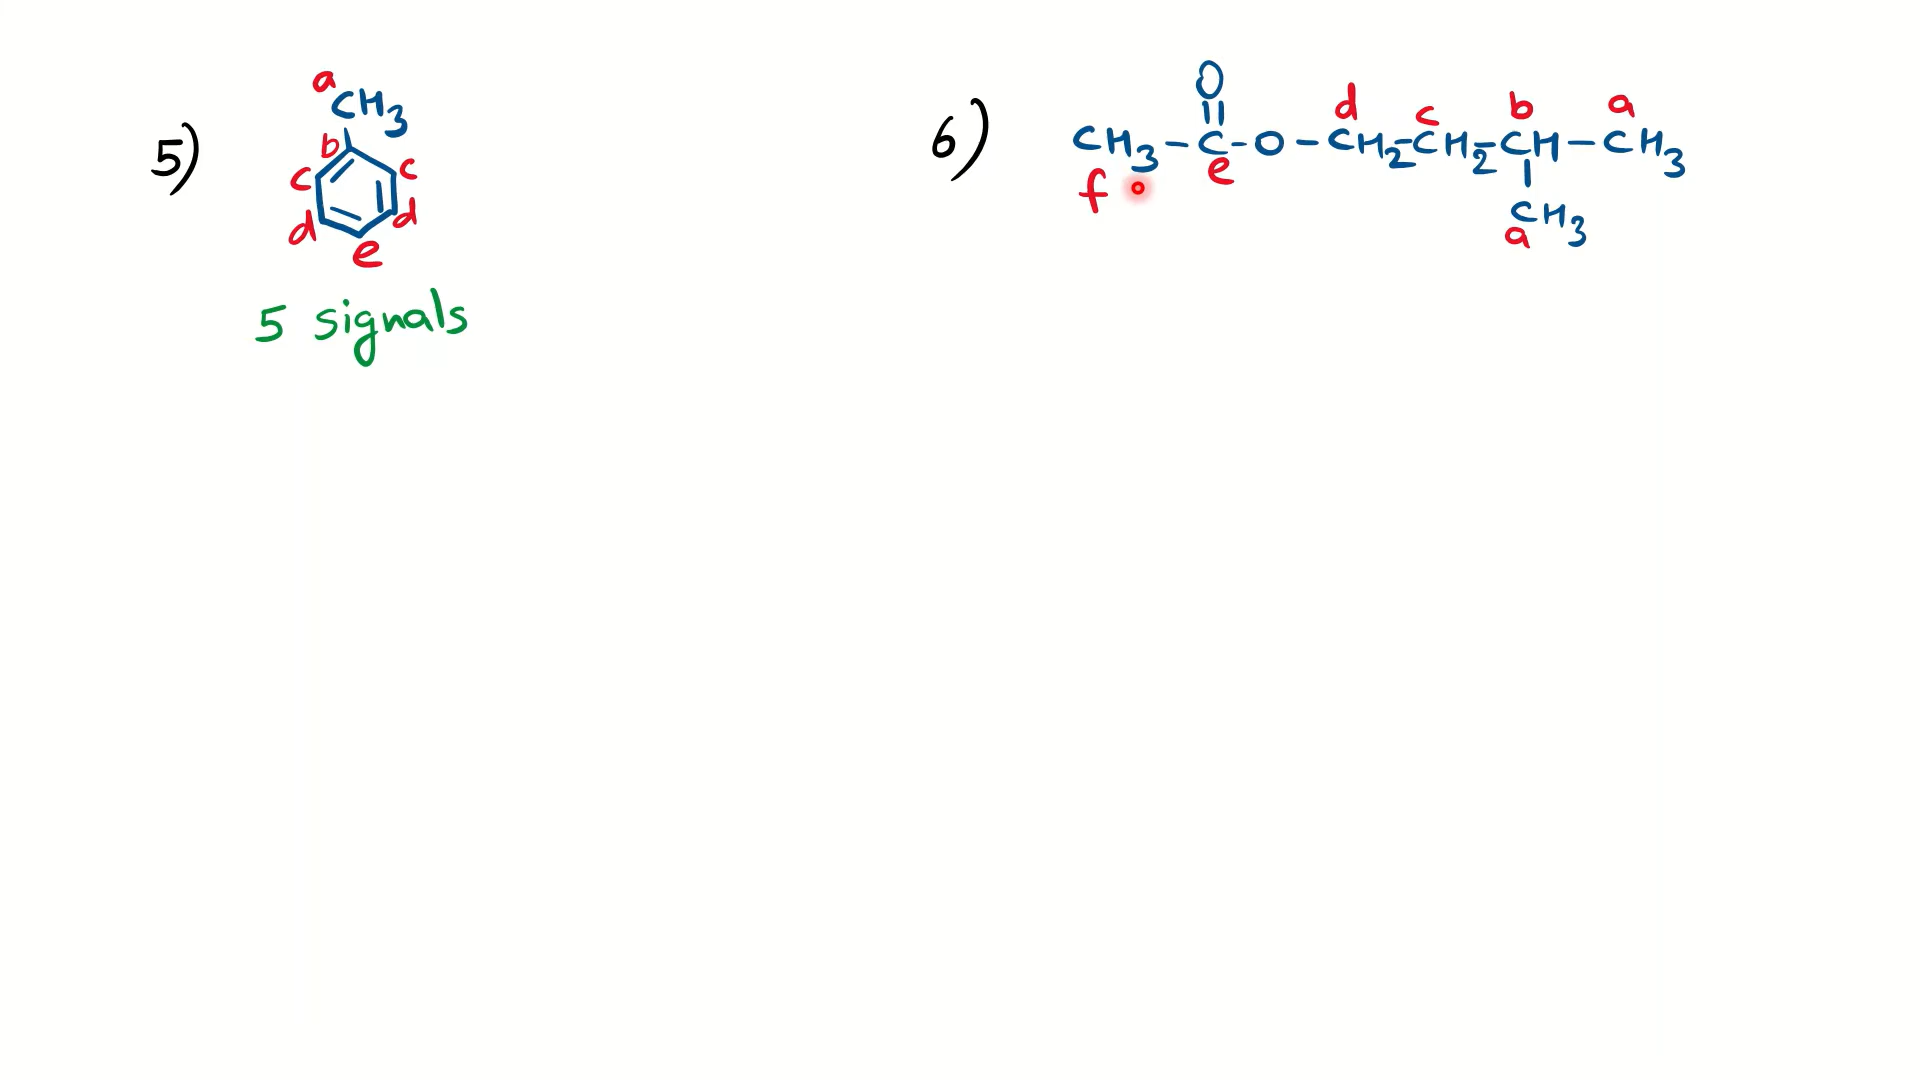 5)
a
CH3
b
c c
d d
e
5 signals
6)
O
d c b a
CH3-C-O-CH2-CH2-CH-CH3
f e
CH3
a